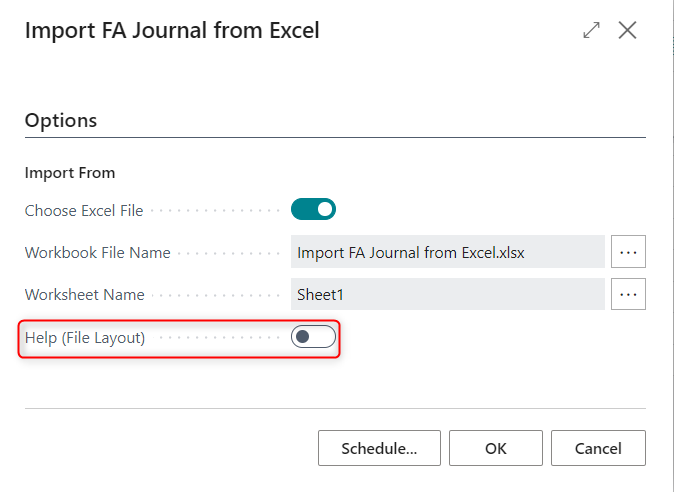 Import FA Journal from Excel
Options
Import From
Choose Excel File
Workbook File Name Import FA Journal from Excel.xlsx ...
Worksheet Name Sheet1 ...
Help (File Layout)
Schedule... OK Cancel